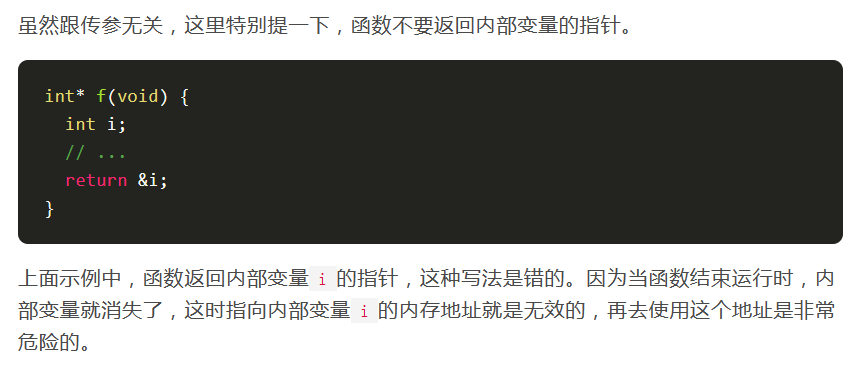 虽然跟传参无关，这里特别提一下，函数不要返回内部变量的指针。
int* f(void) {
  int i;
  // ...
  return &i;
}
上面示例中，函数返回内部变量 i 的指针，这种写法是错的。因为当函数结束运行时，内
部变量就消失了，这时指向内部变量 i 的内存地址就是无效的，再去使用这个地址是非常
危险的。